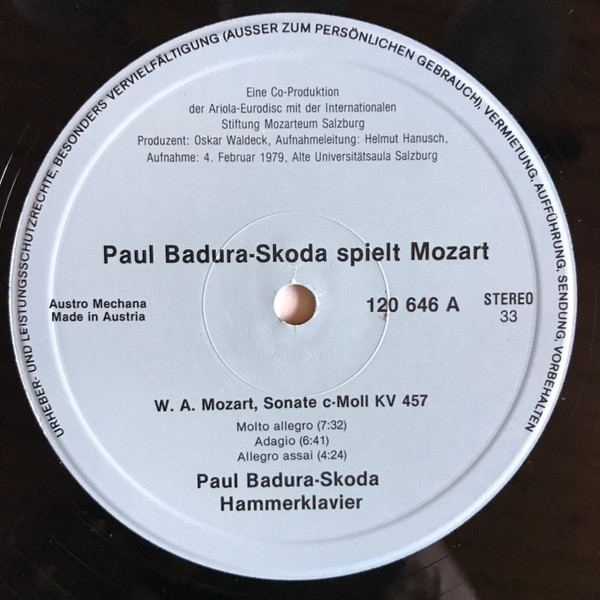 URHEBER- UND LEISTUNGSSCHUTZRECHTE, BESONDERS VERVIELFÄLTIGUNG (AUSSER ZUM PERSÖNLICHEN GEBRAUCH), VERMIETUNG, AUFFÜHRUNG, SENDUNG, VORBEHALTEN
Eine Co-Produktion
der Ariola-Eurodisc mit der Internationalen
Stiftung Mozarteum Salzburg
Produzent: Oskar Waldeck, Aufnahmeleitung: Helmut Hanusch,
Aufnahme: 4. Februar 1979, Alte Universitätsaula Salzburg
Paul Badura-Skoda spielt Mozart
Austro Mechana
Made in Austria
120 646 A
STEREO
33
W. A. Mozart, Sonate c-Moll KV 457
Molto allegro (7:32)
Adagio (6:41)
Allegro assai (4:24)
Paul Badura-Skoda
Hammerklavier